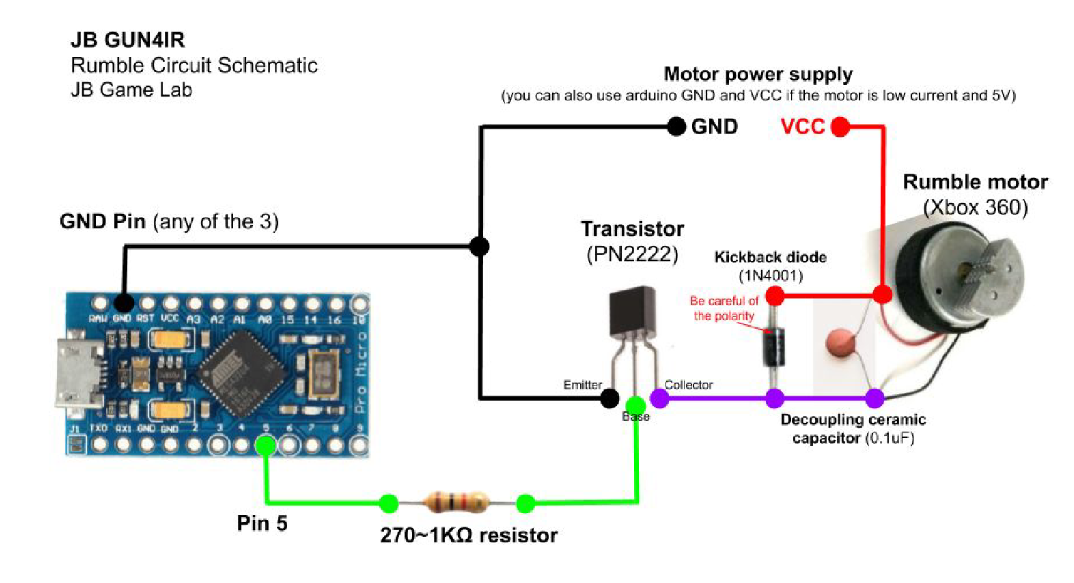 JB GUN4IR
Rumble Circuit Schematic
JB Game Lab
Motor power supply
(you can also use arduino GND and VCC if the motor is low current and 5V)
GND
VCC
Rumble motor
(Xbox 360)
GND Pin (any of the 3)
Transistor
(PN2222)
Kickback diode
(1N4001)
Be careful of
the polarity
RAW GND RST VCC A3 A2 A1 A0 15 14 16 10
Pro Micro
J1
TXO RX1 GND GND 2 3 4 5 6 7 8 9
Emitter
Base
Collector
Decoupling ceramic
capacitor (0.1uF)
Pin 5
270~1KΩ resistor